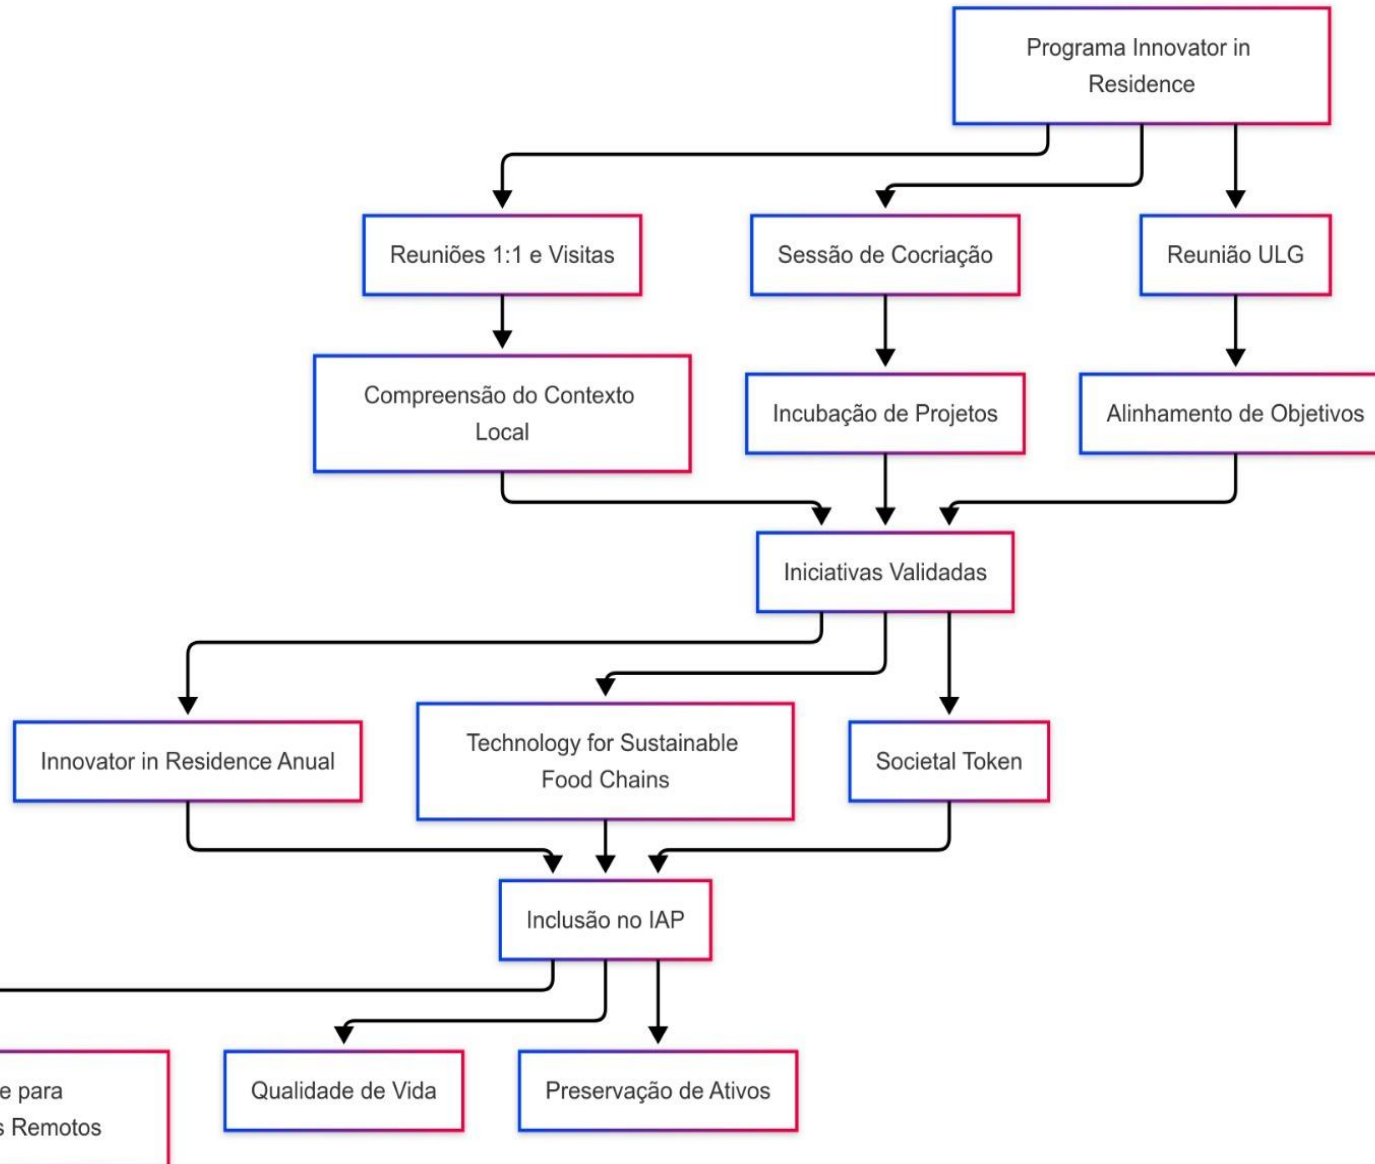 Programa Innovator in
Residence
Reuniões 1:1 e Visitas
Sessão de Cocriação
Reunião ULG
Compreensão do Contexto
Local
Incubação de Projetos
Alinhamento de Objetivos
Iniciativas Validadas
Innovator in Residence Anual
Technology for Sustainable
Food Chains
Societal Token
Inclusão no IAP
e para
s Remotos
Qualidade de Vida
Preservação de Ativos